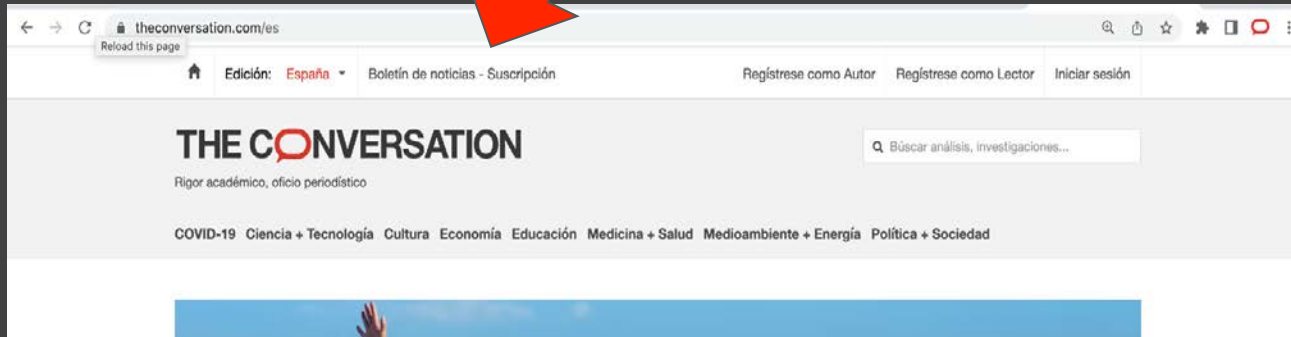 theconversation.com/es
Reload this page
Edición: España Boletín de noticias - Suscripción Regístrese como Autor Regístrese como Lector Iniciar sesión
THE CONVERSATION
Búscar análisis, investigaciones...
Rigor académico, oficio periodístico
COVID-19 Ciencia + Tecnología Cultura Economía Educación Medicina + Salud Medioambiente + Energía Política + Sociedad